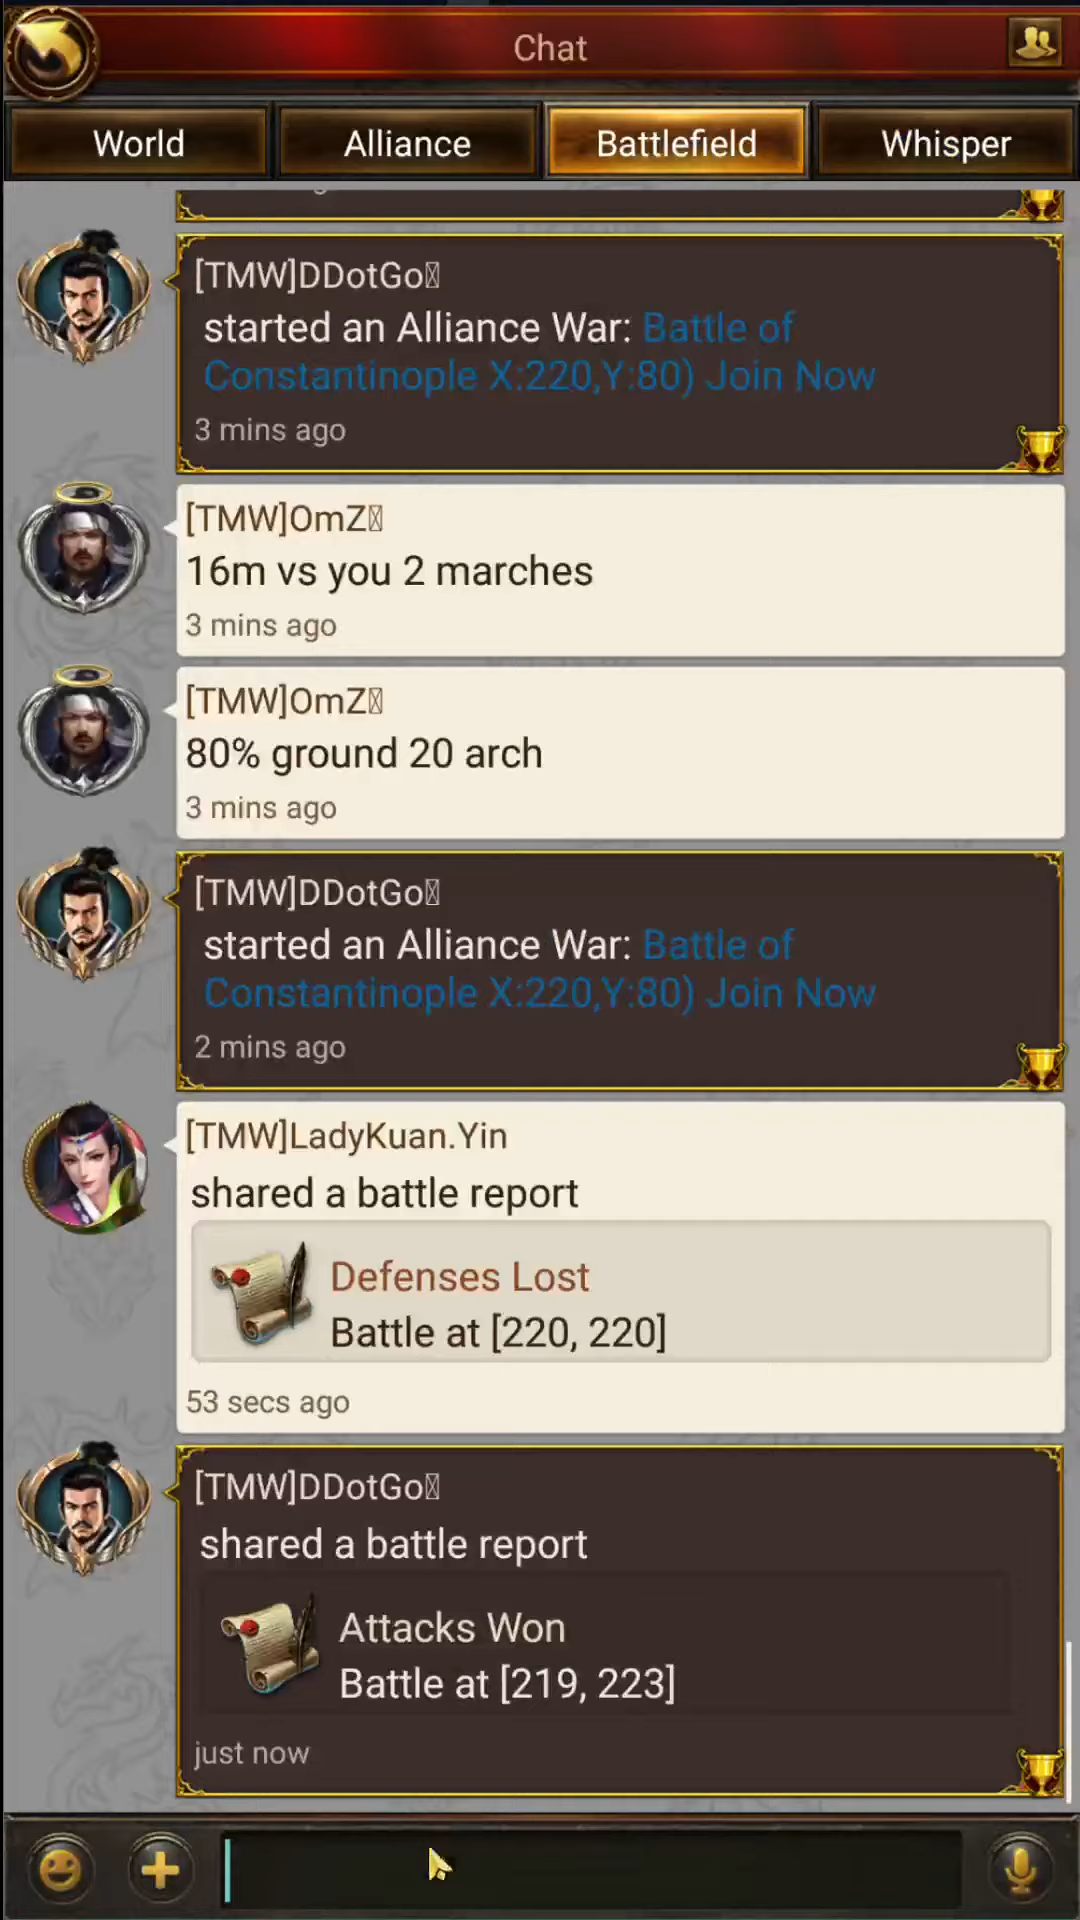 Chat
World
Alliance
Battlefield
Whisper
[TMW]DDotGo
started an Alliance War: Battle of
Constantinople X:220,Y:80) Join Now
3 mins ago
[TMW]OmZ
16m vs you 2 marches
3 mins ago
[TMW]OmZ
80% ground 20 arch
3 mins ago
[TMW]DDotGo
started an Alliance War: Battle of
Constantinople X:220,Y:80) Join Now
2 mins ago
[TMW]LadyKuan.Yin
shared a battle report
Defenses Lost
Battle at [220, 220]
53 secs ago
[TMW]DDotGo
shared a battle report
Attacks Won
Battle at [219, 223]
just now